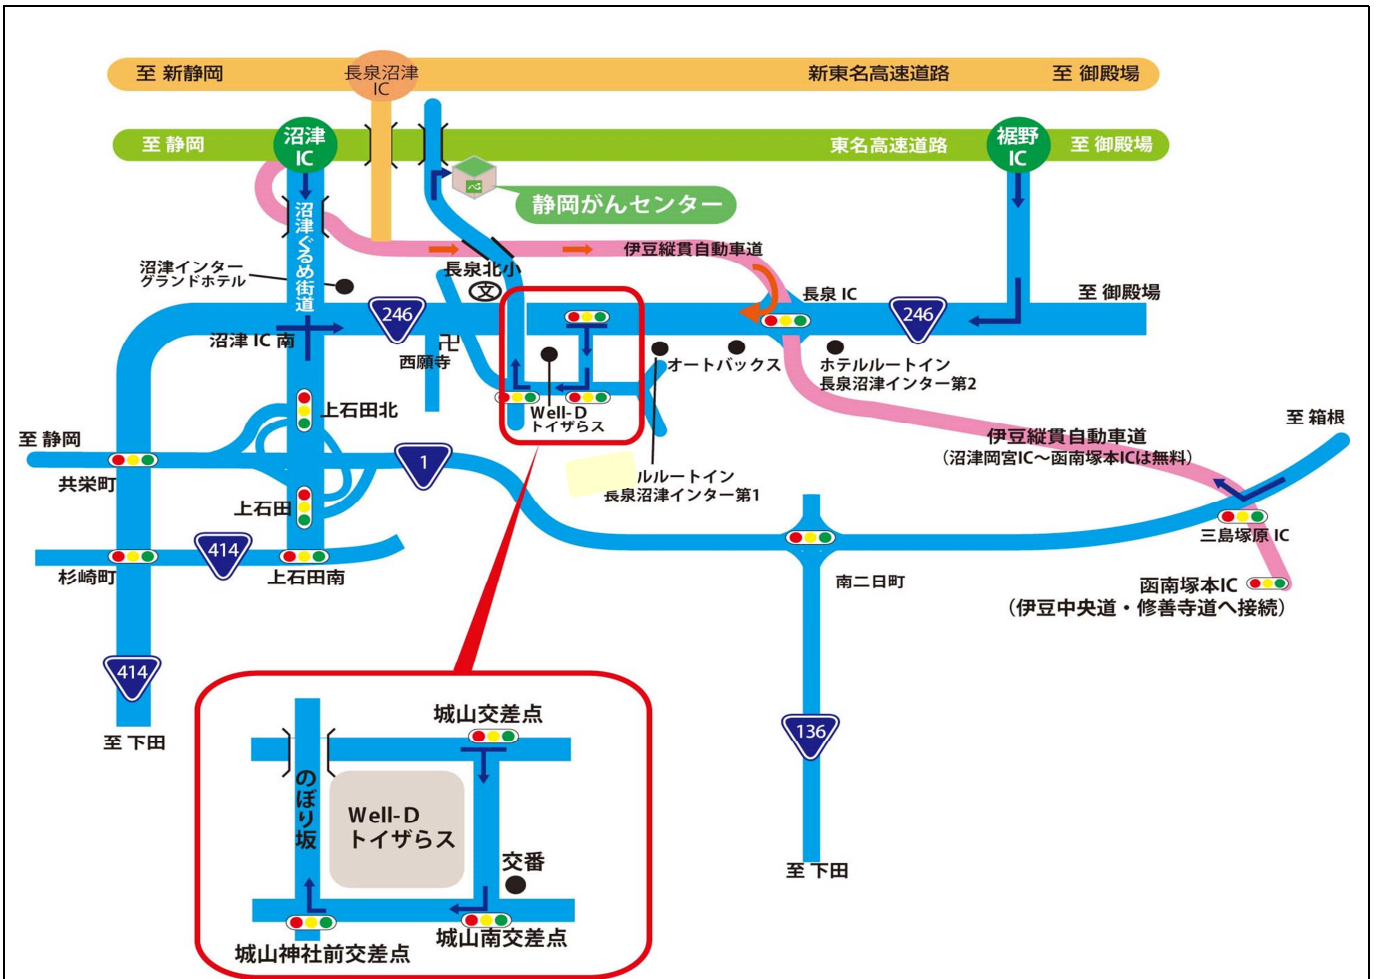 至 新静岡
長泉沼津
IC
新東名高速道路
至 御殿場
至 静岡
沼津
IC
東名高速道路
裾野
IC
至 御殿場
静岡がんセンター
沼津ぐるめ街道
伊豆縦貫自動車道
沼津インター
グランドホテル
長泉北小
文
長泉 IC
至 御殿場
246
246
沼津 IC 南
西願寺
オートバックス
ホテルルートイン
長泉沼津インター第2
Well-D
トイザらス
上石田北
至 箱根
至 静岡
伊豆縦貫自動車道
（沼津岡宮IC～函南塚本ICは無料）
1
共栄町
ルルートイン
長泉沼津インター第1
上石田
三島塚原 IC
414
杉崎町
上石田南
南二日町
函南塚本IC
（伊豆中央道・修善寺道へ接続）
414
至 下田
136
至 下田
城山交差点
のぼり坂
Well-D
トイザらス
交番
城山神社前交差点
城山南交差点